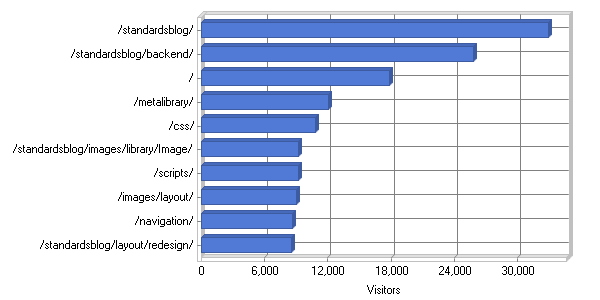 /standardsblog/
/standardsblog/backend/
/
/metalibrary/
/css/
/standardsblog/images/library/Image/
/scripts/
/images/layout/
/navigation/
/standardsblog/layout/redesign/
0 6,000 12,000 18,000 24,000 30,000
Visitors